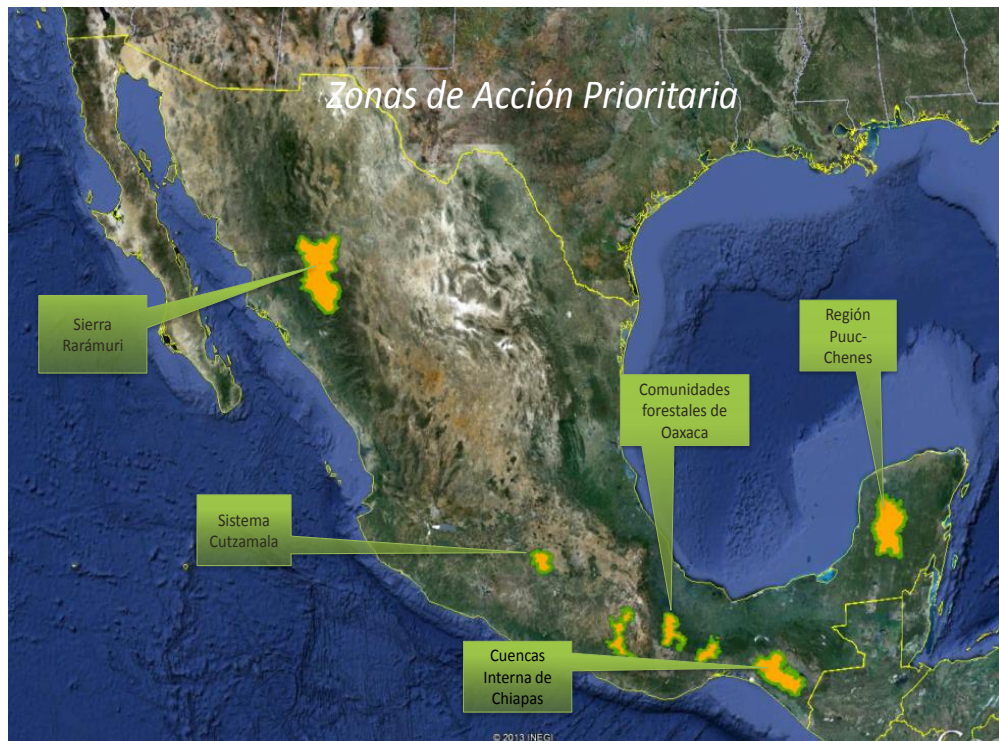 Zonas de Acción Prioritaria
Sierra
Rarámuri
Región
Puuc-
Chenes
Comunidades
forestales de
Oaxaca
Sistema
Cutzamala
Cuencas
Interna de
Chiapas
© 2013 INEGI